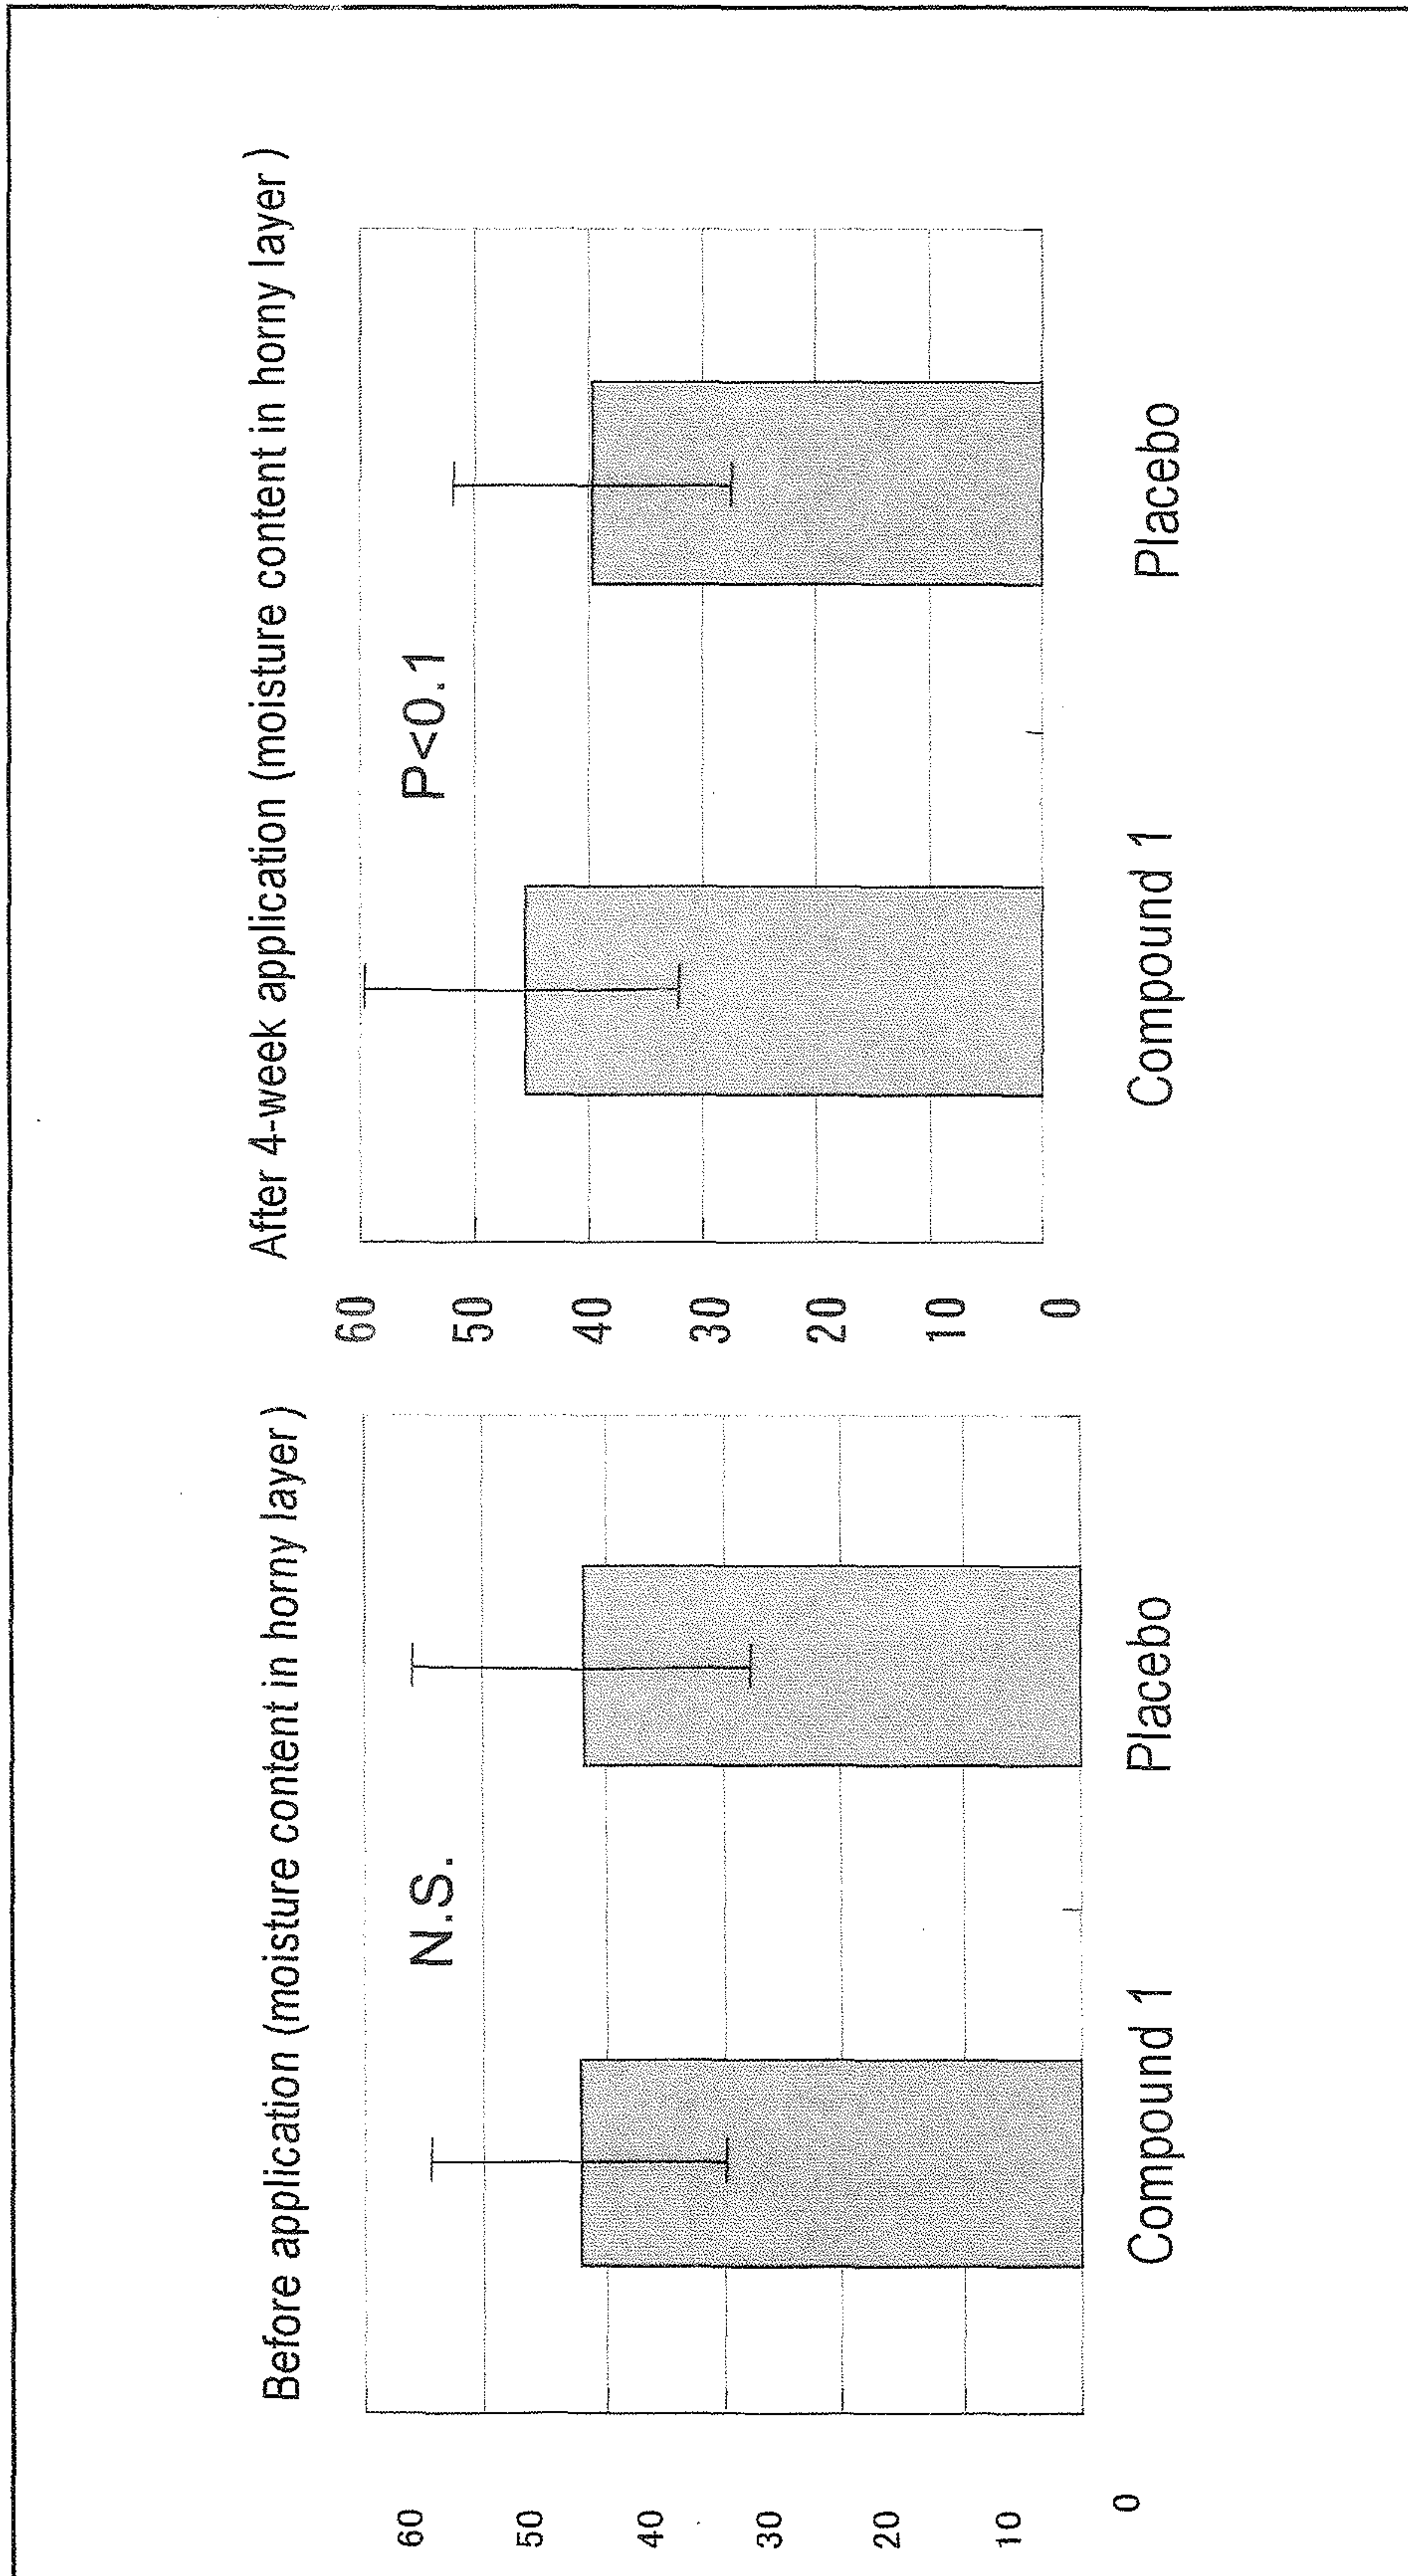 Before application (moisture content in horny layer)
60
50
40
30
20
10
0
N.S.
Compound 1
Placebo
After 4-week application (moisture content in horny layer)
60
50
40
30
20
10
0
P<0.1
Compound 1
Placebo